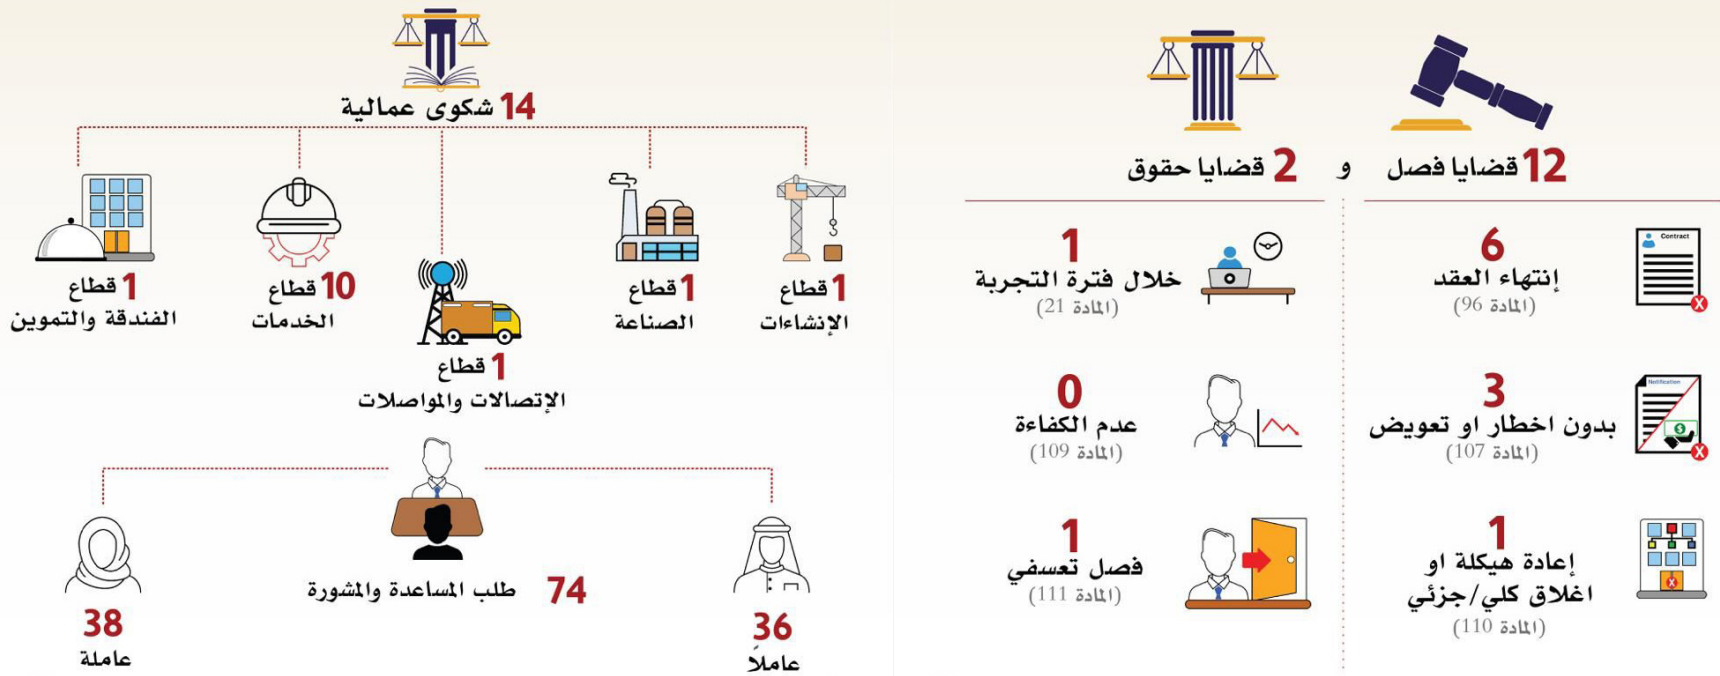 14 شكوى عمالية
1 قطاع
الإنشاءات
1 قطاع
الصناعة
1 قطاع
الإتصالات والمواصلات
10 قطاع
الخدمات
1 قطاع
الفندقة والتموين
74 طلب المساعدة والمشورة
36
عاملاً
38
عاملة
12 قضايا فصل و 2 قضايا حقوق
Contract
6
إنتهاء العقد
(المادة 96)
Notification
3
بدون اخطار او تعويض
(المادة 107)
1
إعادة هيكلة او
اغلاق كلي/جزئي
(المادة 110)
1
خلال فترة التجربة
(المادة 21)
0
عدم الكفاءة
(المادة 109)
1
فصل تعسفي
(المادة 111)